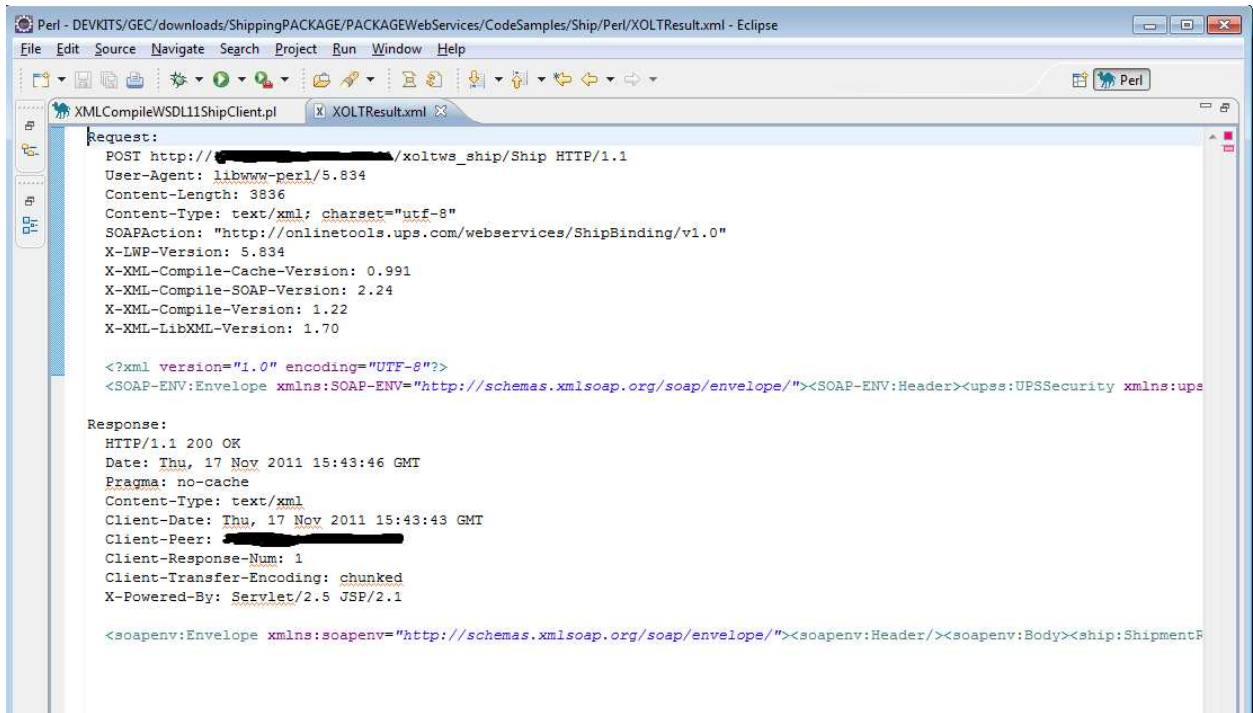 Perl - DEVKITS/GEC/downloads/ShippingPACKAGE/PACKAGEWebServices/CodeSamples/Ship/Perl/XOLTResult.xml - Eclipse
File Edit Source Navigate Search Project Run Window Help
Perl
XMLCompileWSDL11ShipClient.pl X XOLTResult.xml
Request:
POST http:// /xoltws_ship/Ship HTTP/1.1
User-Agent: libwww-perl/5.834
Content-Length: 3836
Content-Type: text/xml; charset="utf-8"
SOAPAction: "http://onlinetools.ups.com/webservices/ShipBinding/v1.0"
X-LWP-Version: 5.834
X-XML-Compile-Cache-Version: 0.991
X-XML-Compile-SOAP-Version: 2.24
X-XML-Compile-Version: 1.22
X-XML-LibXML-Version: 1.70
<?xml version="1.0" encoding="UTF-8"?>
<SOAP-ENV:Envelope xmlns:SOAP-ENV="http://schemas.xmlsoap.org/soap/envelope/"><SOAP-ENV:Header><upss:UPSSecurity xmlns:ups
Response:
HTTP/1.1 200 OK
Date: Thu, 17 Nov 2011 15:43:46 GMT
Pragma: no-cache
Content-Type: text/xml
Client-Date: Thu, 17 Nov 2011 15:43:43 GMT
Client-Peer:
Client-Response-Num: 1
Client-Transfer-Encoding: chunked
X-Powered-By: Servlet/2.5 JSP/2.1
<soapenv:Envelope xmlns:soapenv="http://schemas.xmlsoap.org/soap/envelope/"><soapenv:Header/><soapenv:Body><ship:ShipmentR